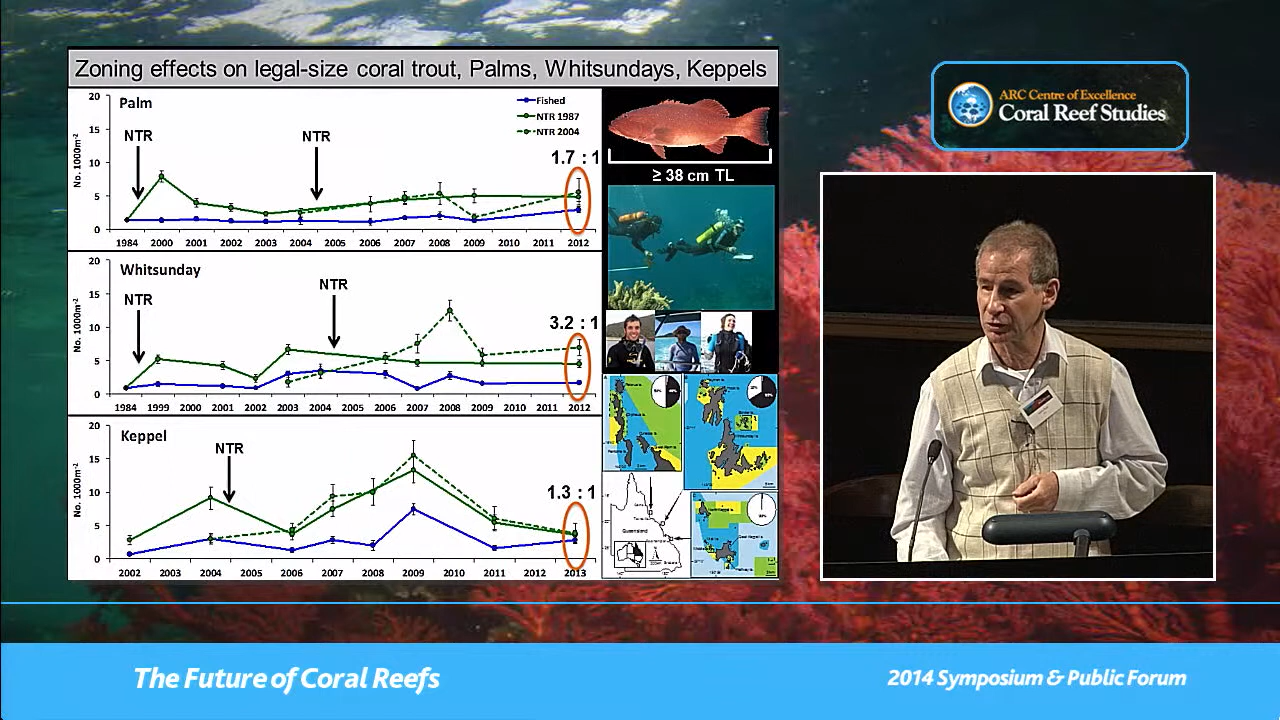 Zoning effects on legal-size coral trout, Palms, Whitsundays, Keppels
ARC Centre of Excellence
Coral Reef Studies
Palm
Fished
NTR 1987
NTR 2004
NTR
NTR
1.7 : 1
No. 1000m⁻²
20
15
10
5
0
1984 2000 2001 2002 2003 2004 2005 2006 2007 2008 2009 2010 2011 2012
≥ 38 cm TL
Whitsunday
NTR
NTR
3.2 : 1
No. 1000m⁻²
20
15
10
5
0
1984 1999 2000 2001 2002 2003 2004 2005 2006 2007 2008 2009 2010 2011 2012
Keppel
NTR
1.3 : 1
No. 1000m⁻²
20
15
10
5
0
2002 2003 2004 2005 2006 2007 2008 2009 2010 2011 2012 2013
Queensland
The Future of Coral Reefs
2014 Symposium & Public Forum